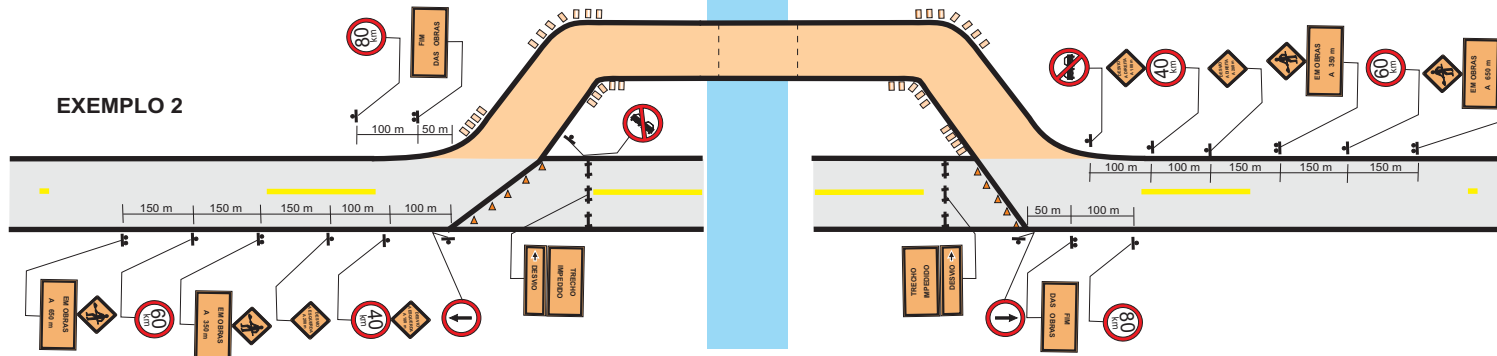 EXEMPLO 2
80
km
FIM
DAS OBRAS
100 m
50 m
40
km
EM OBRAS
A 350 m
60
km
EM OBRAS
A 650 m
100 m
100 m
150 m
150 m
150 m
150 m
150 m
150 m
100 m
100 m
50 m
100 m
EM OBRAS
A 650 m
60
km
EM OBRAS
A 350 m
40
km
DESVIO
TRECHO
IMPEDIDO
TRECHO
IMPEDIDO
DESVIO
FIM
DAS OBRAS
80
km